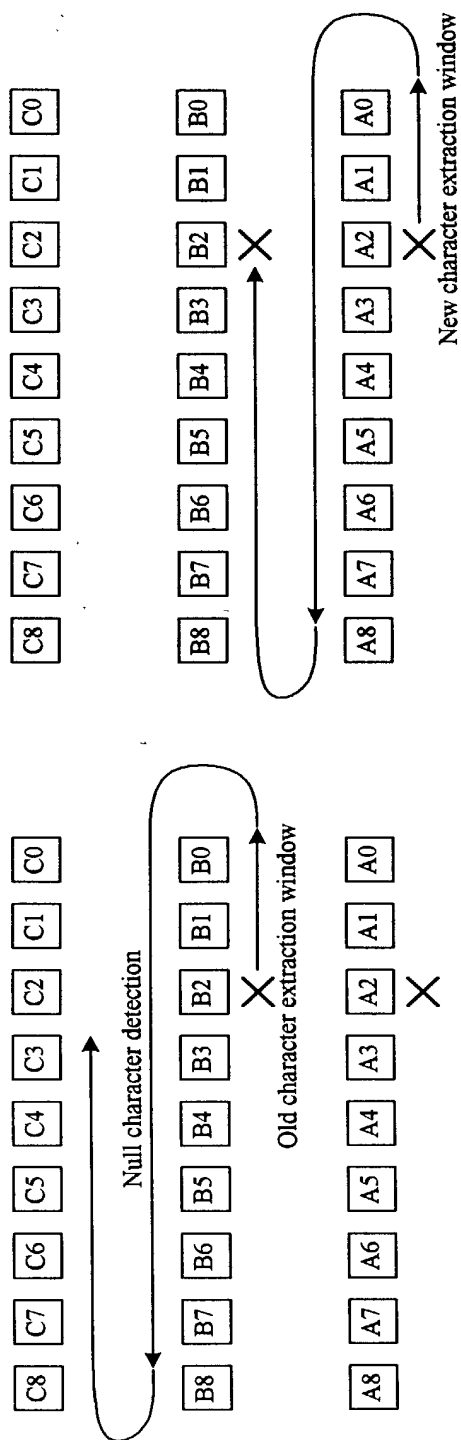 C8 C7 C6 C5 C4 C3 C2 C1 C0 C8 C7 C6 C5 C4 C3 C2 C1 C0
Null character detection
B8 B7 B6 B5 B4 B3 B2 B1 B0 B8 B7 B6 B5 B4 B3 B2 B1 B0
Old character extraction window
A8 A7 A6 A5 A4 A3 A2 A1 A0 A8 A7 A6 A5 A4 A3 A2 A1 A0
New character extraction window